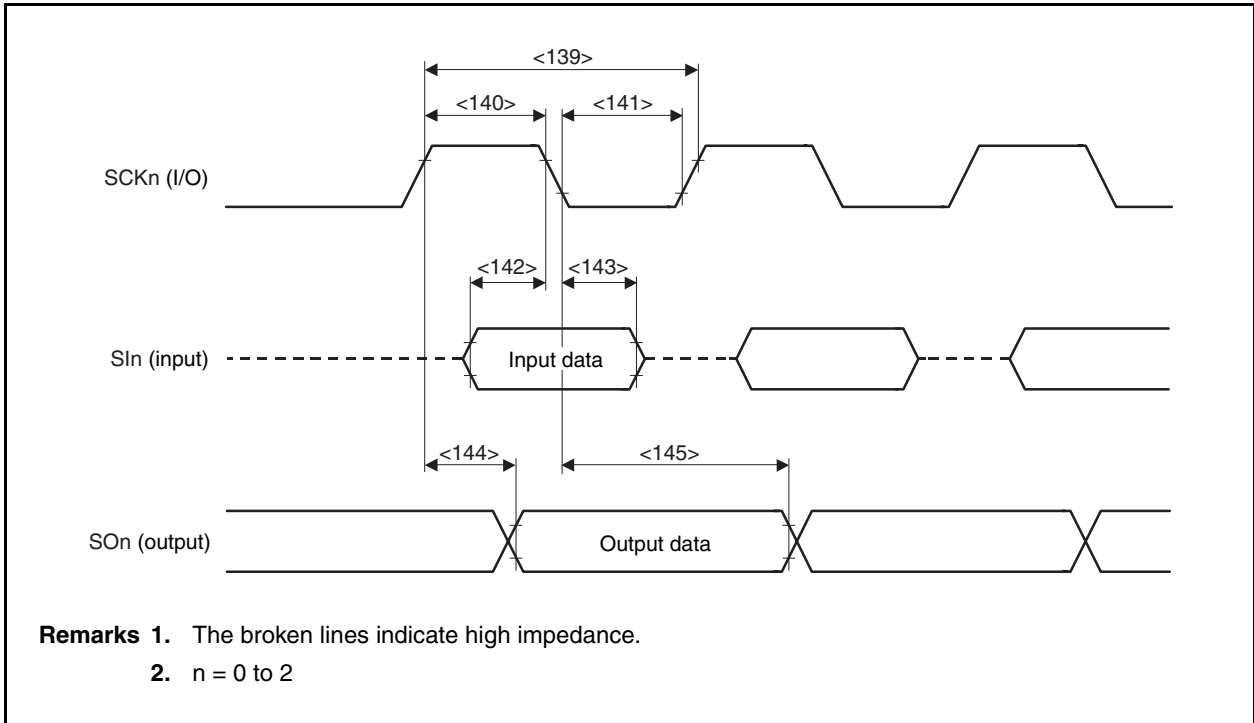 <139>
<140> <141>
SCKn (I/O)
<142> <143>
SIn (input)
Input data
<144> <145>
SOn (output)
Output data
Remarks 1. The broken lines indicate high impedance.
2. n = 0 to 2